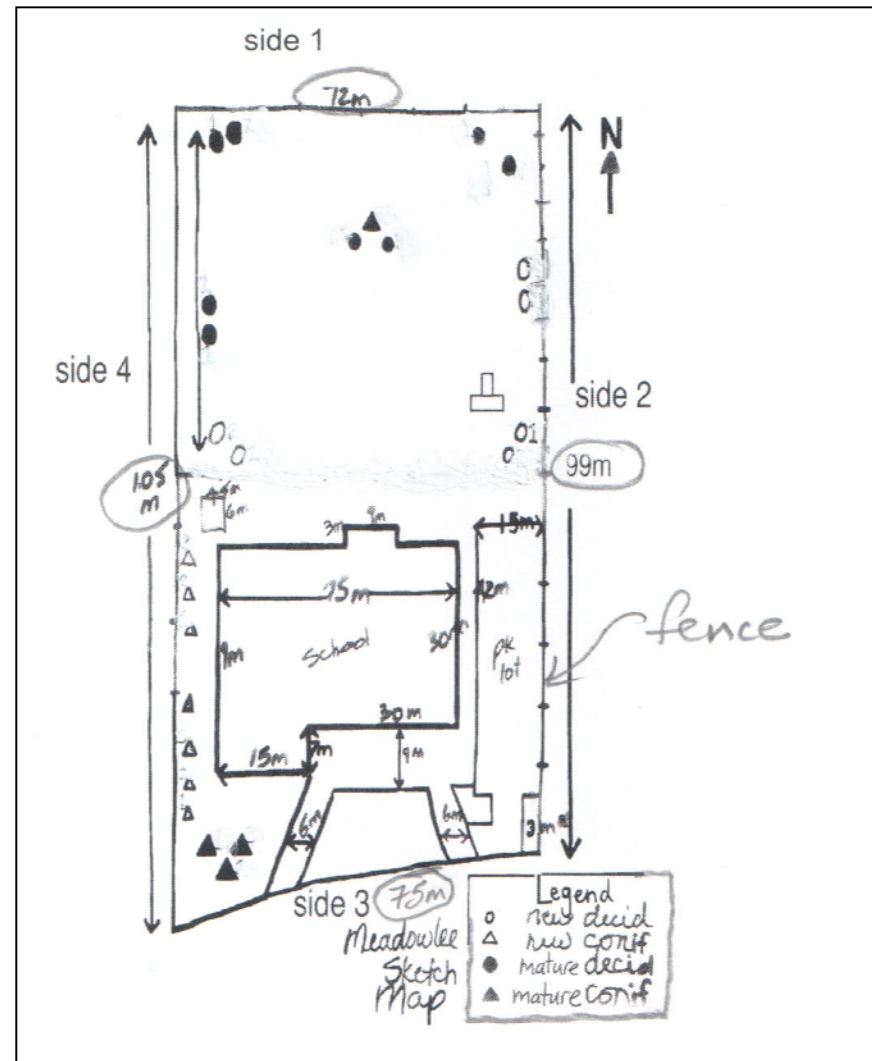 side 1
72m
N
side 4
side 2
01
99m
105
m
6m
3m
9m
15m
75m
12m
fence
School
30m
pk
lot
9m
30m
15m
7m
9m
6m
6m
3m
side 3
75m
Legend
o new decid
△ new conif
● mature decid
▲ mature conif
Meadowlee
Sketch
Map